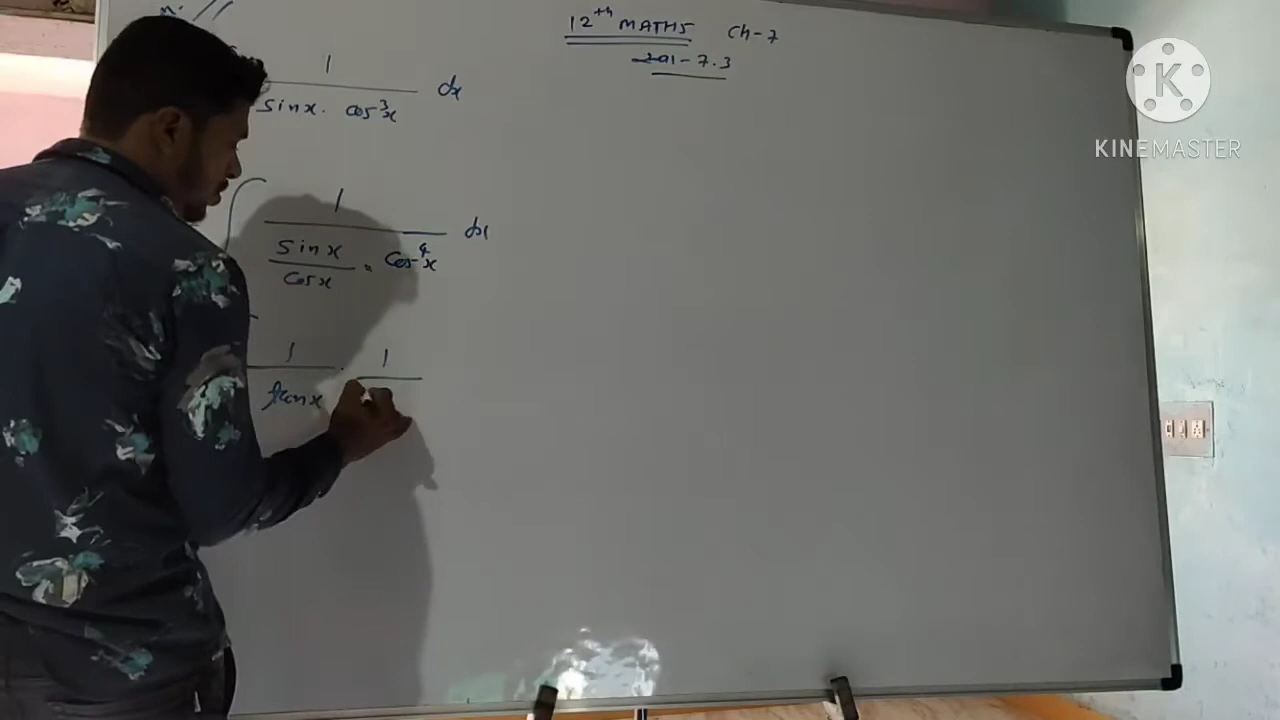 12th MATHS Ch-7
7.3
1
sinx. cos³x dx
K
KINEMASTER
∫ 1
sinx
cosx . cos⁴x dx
1 . 1
tanx